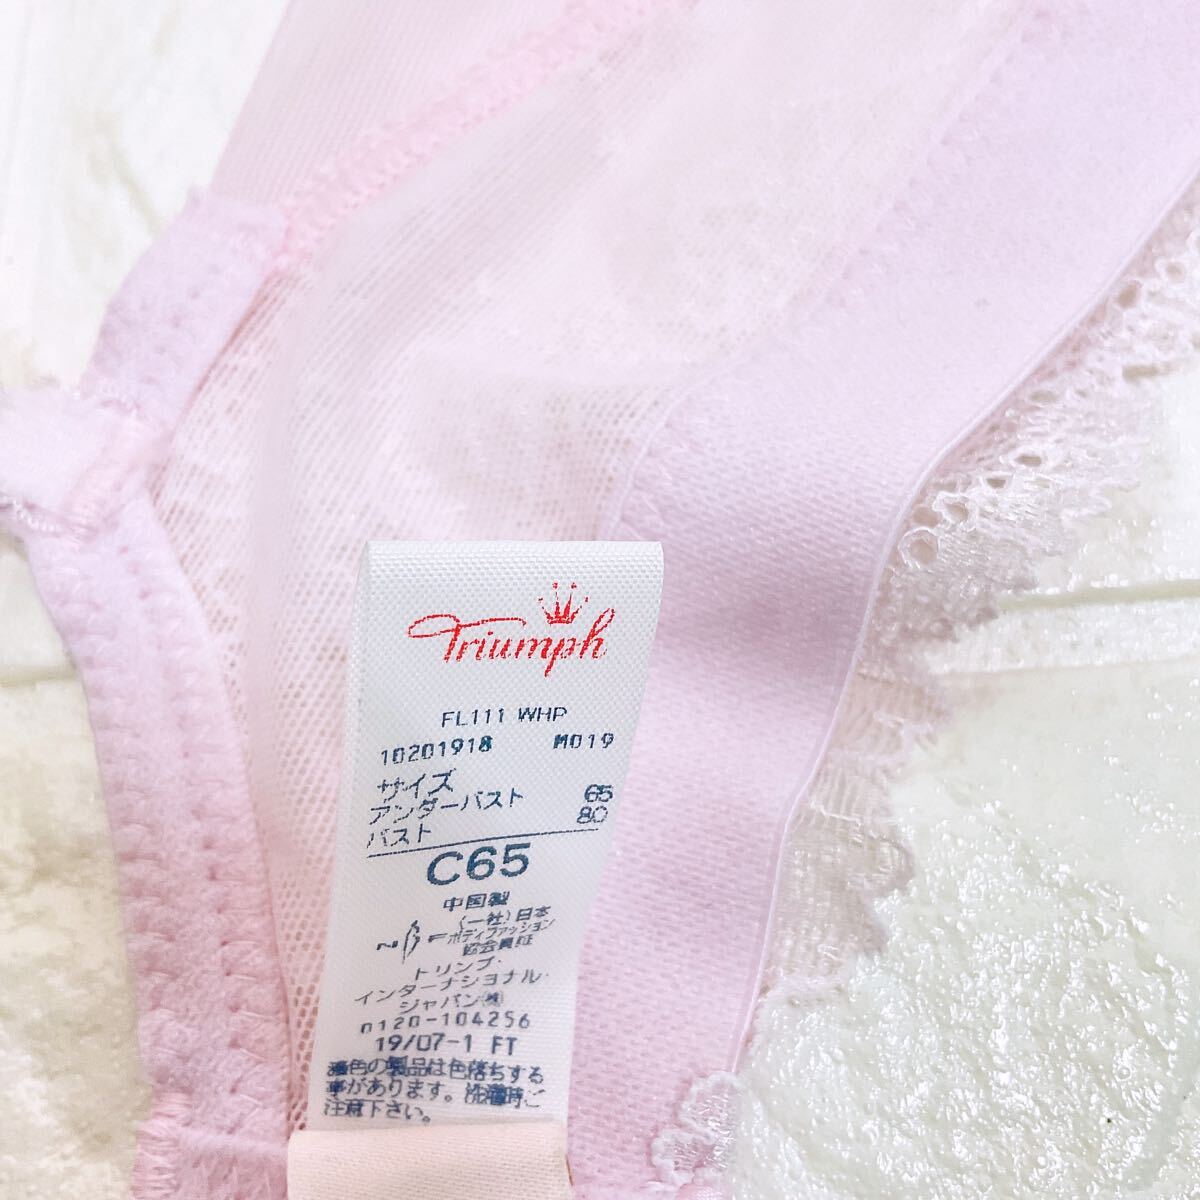 Triumph
FL111 WHP
10201918 M019
サイズ
アンダーバスト 65
バスト 80
C65
中国製
NBF
(一社)日本
ボディファッション
協会員証
トリンプ・
インターナショナル・
ジャパン㈱
0120-104256
19/07-1 FT
濃色の製品は色落ちする
事があります。洗濯時ご
注意下さい。